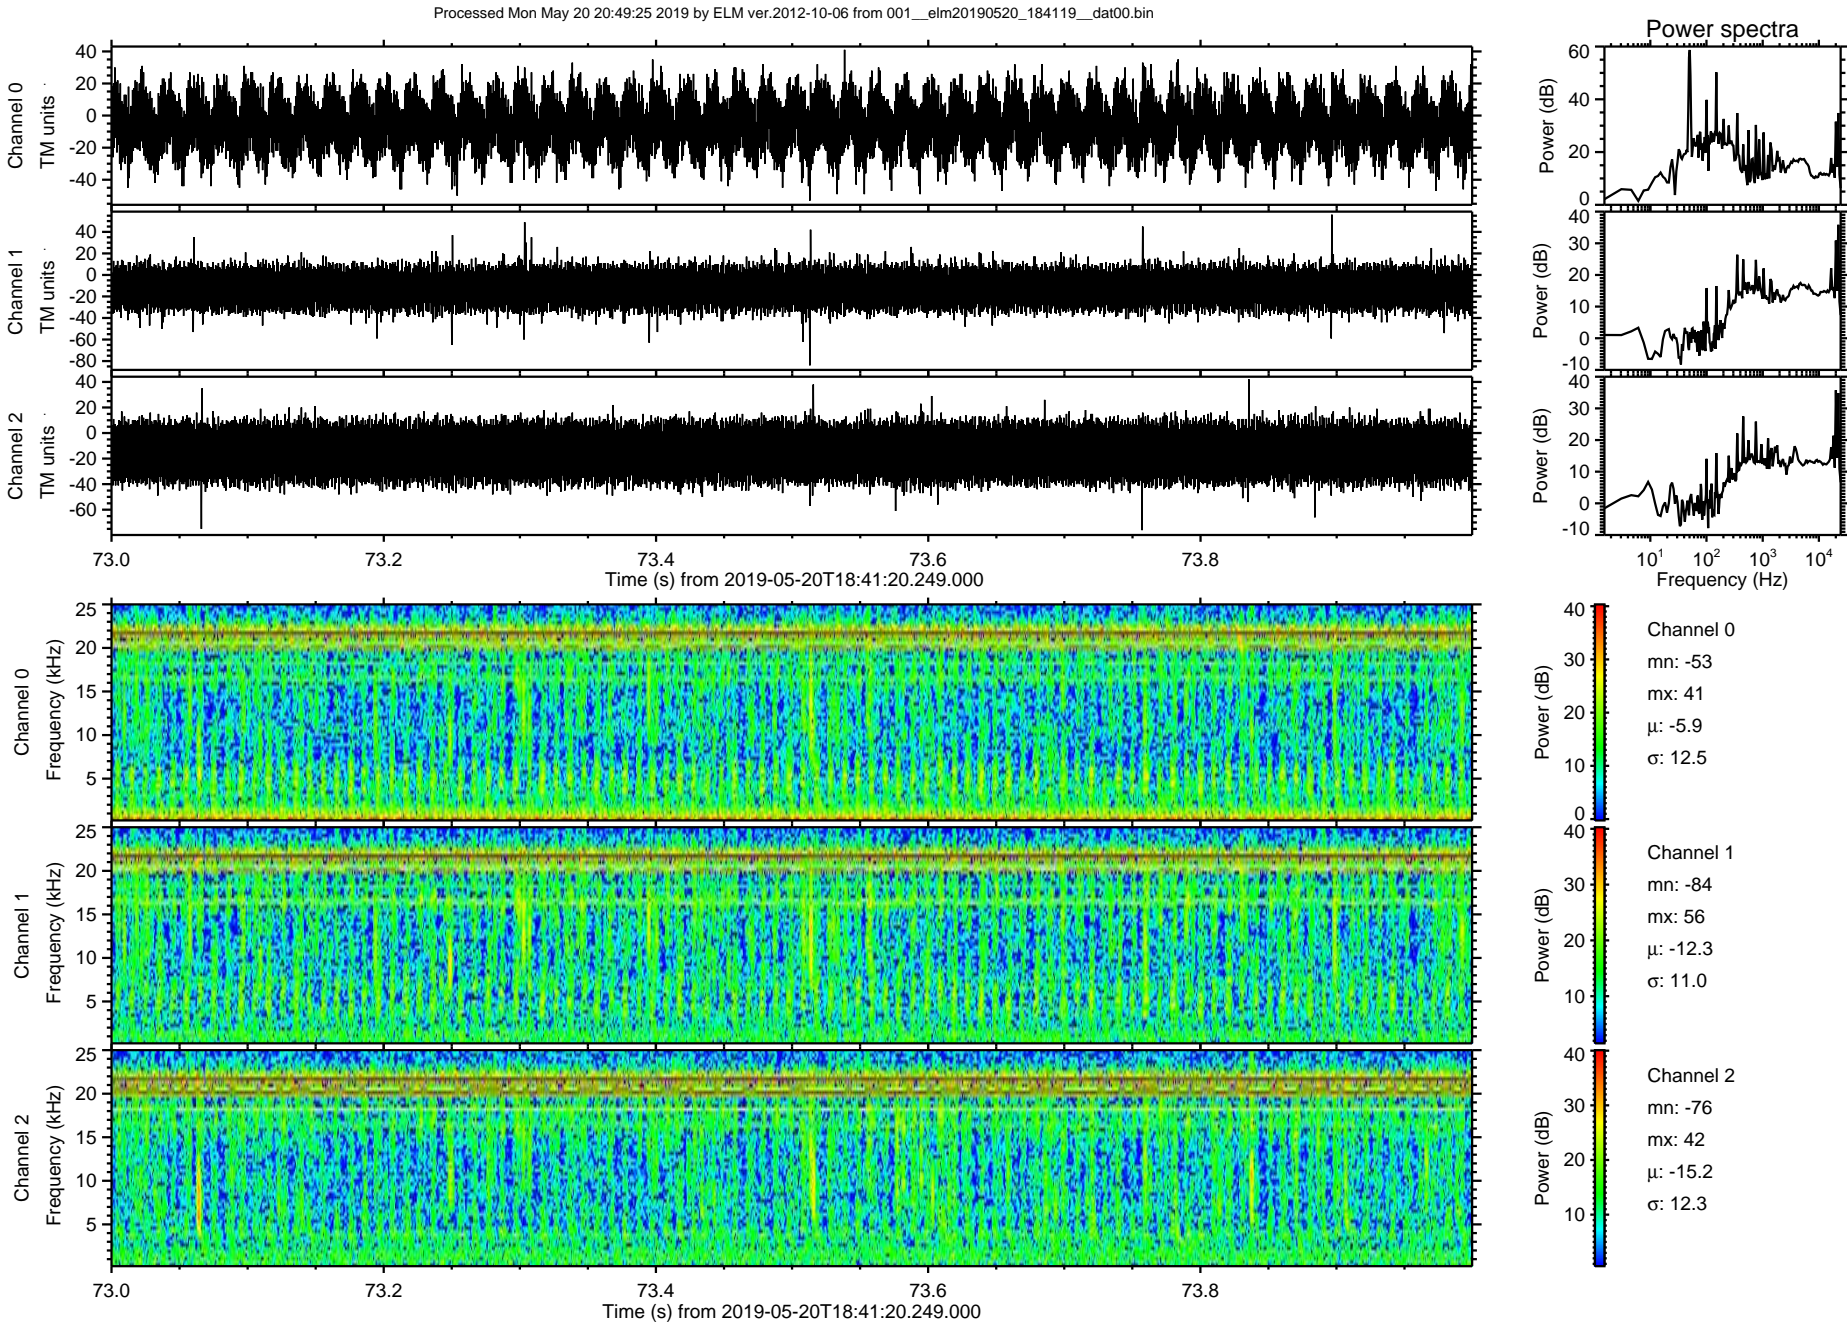 Processed Mon May 20 20:49:25 2019 by ELM ver.2012-10-06 from 001__elm20190520_184119__dat00.bin
Power spectra
Channel 0
TM units
40
20
0
-20
-40
Power (dB)
60
40
20
0
Channel 1
TM units
40
20
0
-20
-40
-60
-80
Power (dB)
40
30
20
10
0
-10
Channel 2
TM units
40
20
0
-20
-40
-60
Power (dB)
40
30
20
10
0
-10
73.0 73.2 73.4 73.6 73.8
Time (s) from 2019-05-20T18:41:20.249.000
10¹ 10² 10³ 10⁴
Frequency (Hz)
Channel 0
Frequency (kHz)
25
20
15
10
5
Power (dB)
40
30
20
10
0
Channel 0
mn: -53
mx: 41
µ: -5.9
σ: 12.5
Channel 1
Frequency (kHz)
25
20
15
10
5
Power (dB)
40
30
20
10
Channel 1
mn: -84
mx: 56
µ: -12.3
σ: 11.0
Channel 2
Frequency (kHz)
25
20
15
10
5
Power (dB)
40
30
20
10
Channel 2
mn: -76
mx: 42
µ: -15.2
σ: 12.3
73.0 73.2 73.4 73.6 73.8
Time (s) from 2019-05-20T18:41:20.249.000